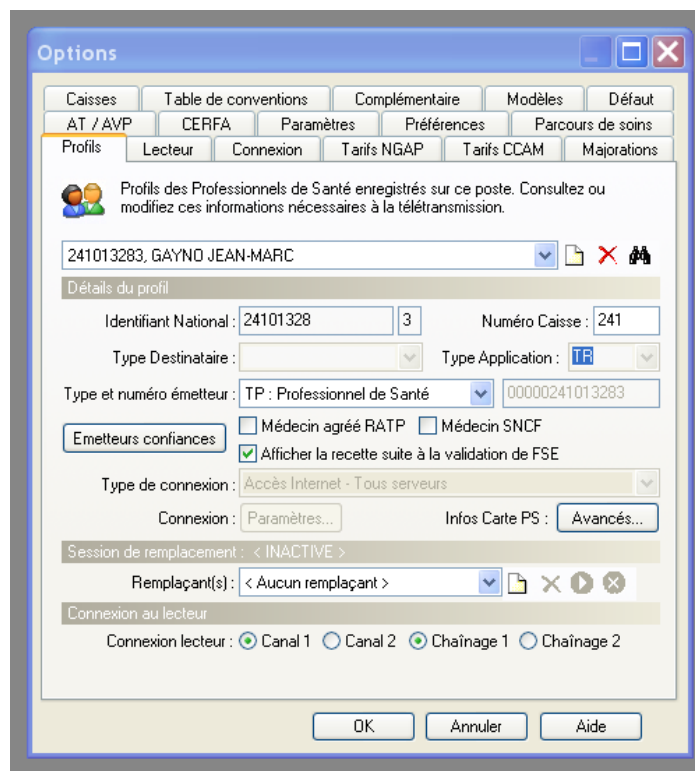 Options
Caisses Table de conventions Complémentaire Modèles Défaut
AT / AVP CERFA Paramètres Préférences Parcours de soins
Profils Lecteur Connexion Tarifs NGAP Tarifs CCAM Majorations
Profils des Professionnels de Santé enregistrés sur ce poste. Consultez ou
modifiez ces informations nécessaires à la télétransmission.
241013283, GAYNO JEAN-MARC
Détails du profil
Identifiant National : 24101328 3 Numéro Caisse : 241
Type Destinataire : Type Application : TR
Type et numéro émetteur : TP : Professionnel de Santé 00000241013283
Emetteurs confiances Médecin agréé RATP Médecin SNCF
Afficher la recette suite à la validation de FSE
Type de connexion : Accès Internet - Tous serveurs
Connexion : Paramètres... Infos Carte PS : Avancés...
Session de remplacement : < INACTIVE >
Remplaçant(s) : < Aucun remplaçant >
Connexion au lecteur
Connexion lecteur : Canal 1 Canal 2 Chaînage 1 Chaînage 2
OK Annuler Aide